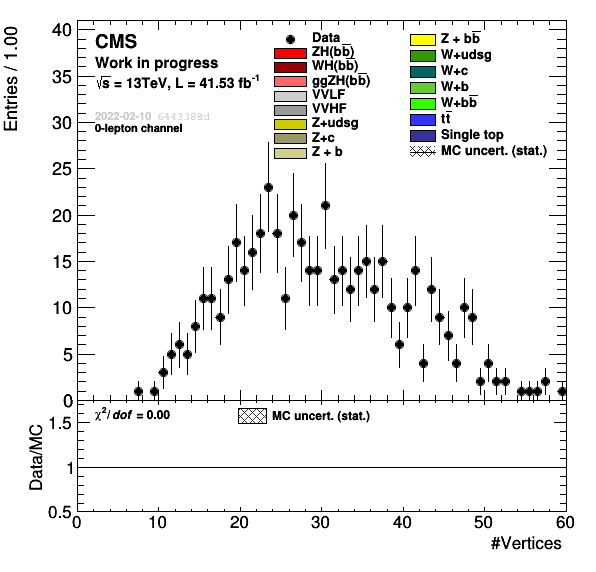 CMS
Work in progress
√s = 13TeV, L = 41.53 fb⁻¹
2022-02-10 6443388d
0-lepton channel
Data
ZH(bb̅)
WH(bb̅)
ggZH(bb̅)
VVLF
VVHF
Z+udsg
Z+c
Z + b
Z + bb̅
W+udsg
W+c
W+b
W+bb̅
tt̅
Single top
MC uncert. (stat.)
Entries / 1.00
40
35
30
25
20
15
10
5
0
χ²/dof = 0.00
MC uncert. (stat.)
Data/MC
1.5
1
0.5
0 10 20 30 40 50 60
#Vertices